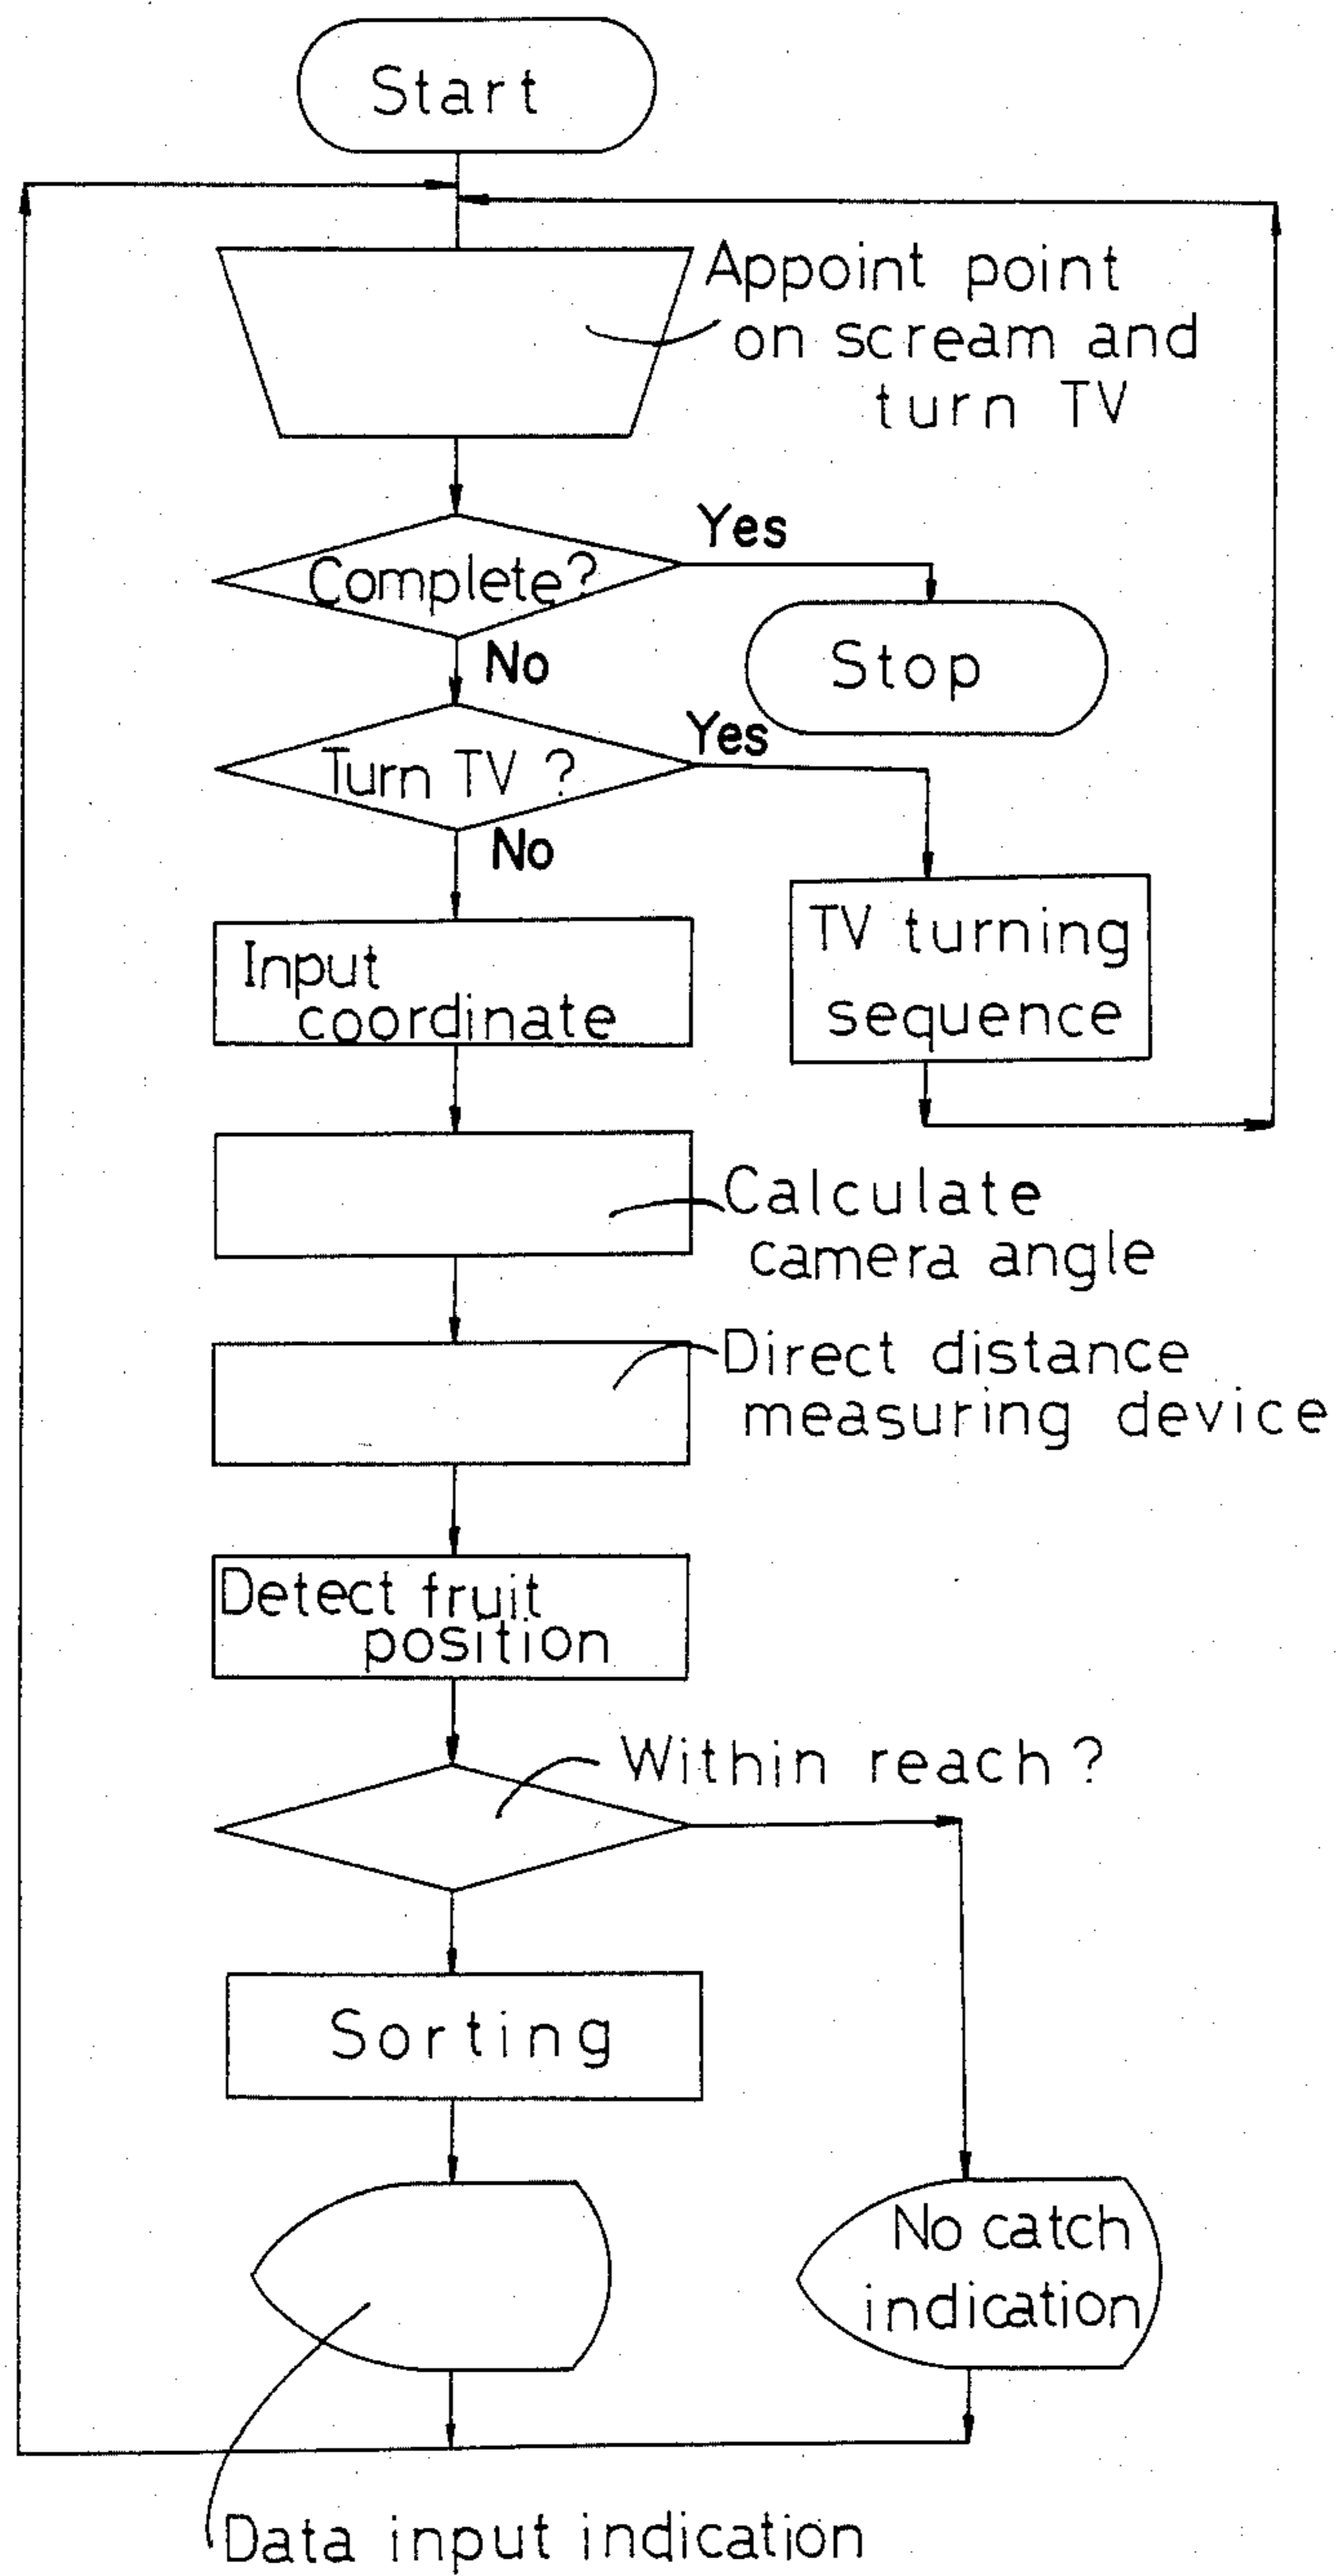 Start
Appoint point
on scream and
turn TV
Yes
Complete?
No
Stop
Yes
Turn TV ?
No
TV turning
sequence
Input
coordinate
Calculate
camera angle
Direct distance
measuring device
Detect fruit
position
Within reach ?
Sorting
No catch
indication
Data input indication